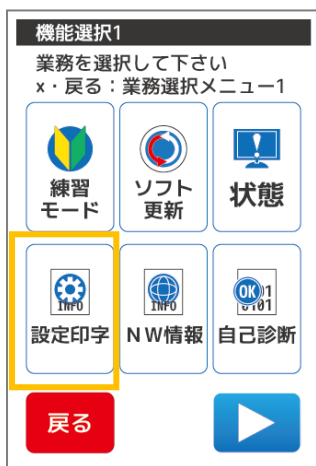 機能選択1
業務を選択して下さい
x・戻る：業務選択メニュー1
練習
モード
ソフト
更新
状態
INFO
設定印字
INFO
ＮＷ情報
OK
自己診断
戻る